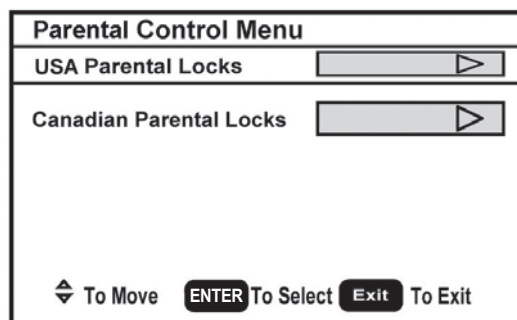 Parental Control Menu
USA Parental Locks
Canadian Parental Locks
To Move ENTER To Select Exit To Exit